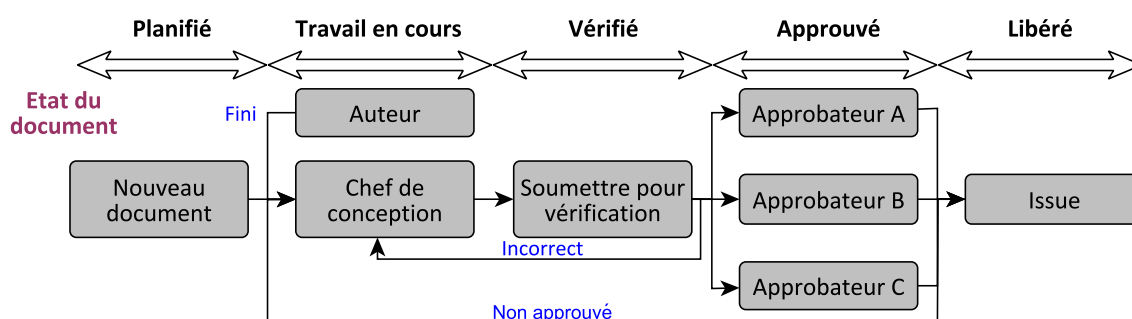 Planifié
Travail en cours
Vérifié
Approuvé
Libéré
Etat du
document
Fini
Auteur
Approbateur A
Nouveau
document
Chef de
conception
Soumettre pour
vérification
Approbateur B
Issue
Incorrect
Approbateur C
Non approuvé